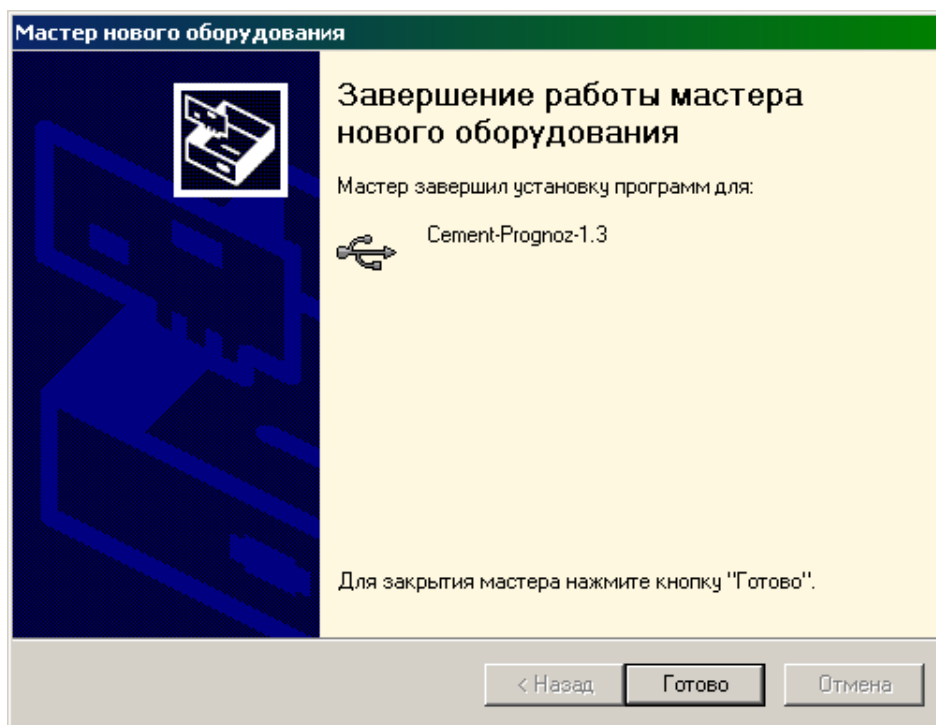 Мастер нового оборудования
Завершение работы мастера
нового оборудования
Мастер завершил установку программ для:
Cement-Prognoz-1.3
Для закрытия мастера нажмите кнопку "Готово".
< Назад
Готово
Отмена